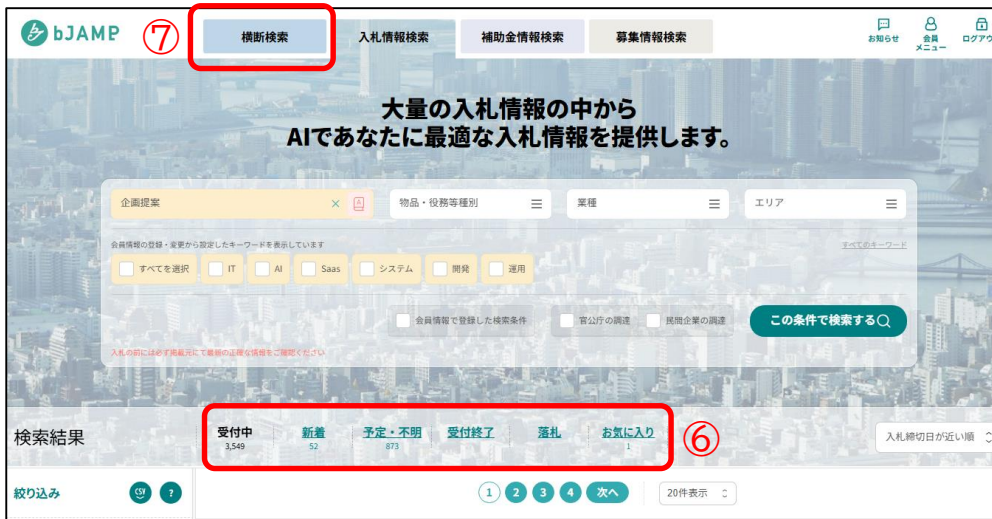 bJAMP
⑦
横断検索
入札情報検索
補助金情報検索
募集情報検索
お知らせ
会員
メニュー
ログアウ
大量の入札情報の中から
AIであなたに最適な入札情報を提供します。
企画提案 ×
物品・役務等種別
業種
エリア
会員情報の登録・変更から設定したキーワードを表示しています
すべてのキーワード
すべてを選択
IT
AI
Saas
システム
開発
運用
会員情報で登録した検索条件
官公庁の調達
民間企業の調達
この条件で検索する
入札の前には必ず掲載元にて最新の正確な情報をご確認ください
検索結果
受付中
3,549
新着
52
予定・不明
873
受付終了
落札
お気に入り
1
⑥
入札締切日が近い順
絞り込み
CSV
?
1 2 3 4 次へ
20件表示